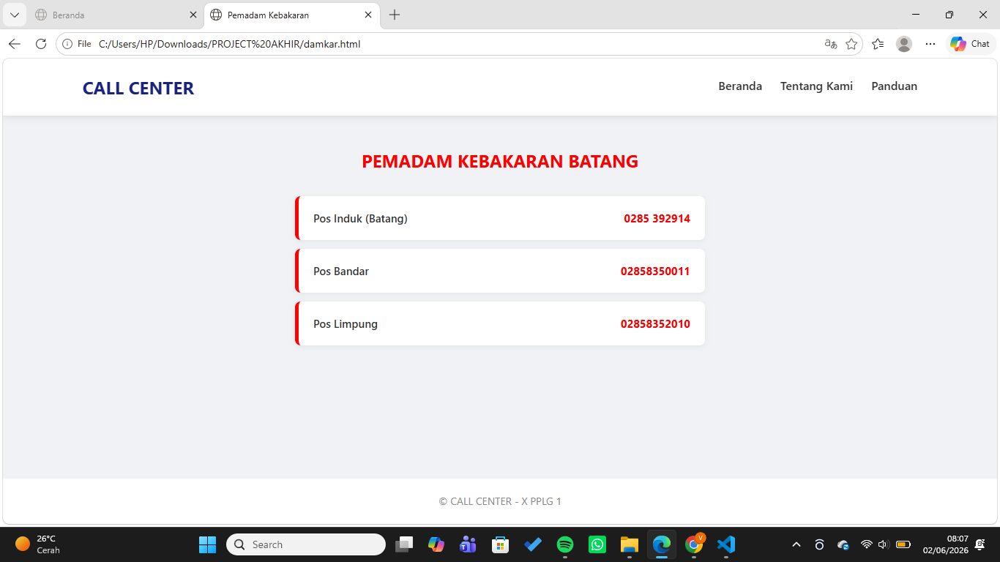 Beranda
Pemadam Kebakaran
File C:/Users/HP/Downloads/PROJECT%20AKHIR/damkar.html
Chat
CALL CENTER
Beranda Tentang Kami Panduan
PEMADAM KEBAKARAN BATANG
Pos Induk (Batang) 0285 392914
Pos Bandar 02858350011
Pos Limpung 02858352010
© CALL CENTER - X PPLG 1
26°C
Cerah
Search
V
08:07
02/06/2026